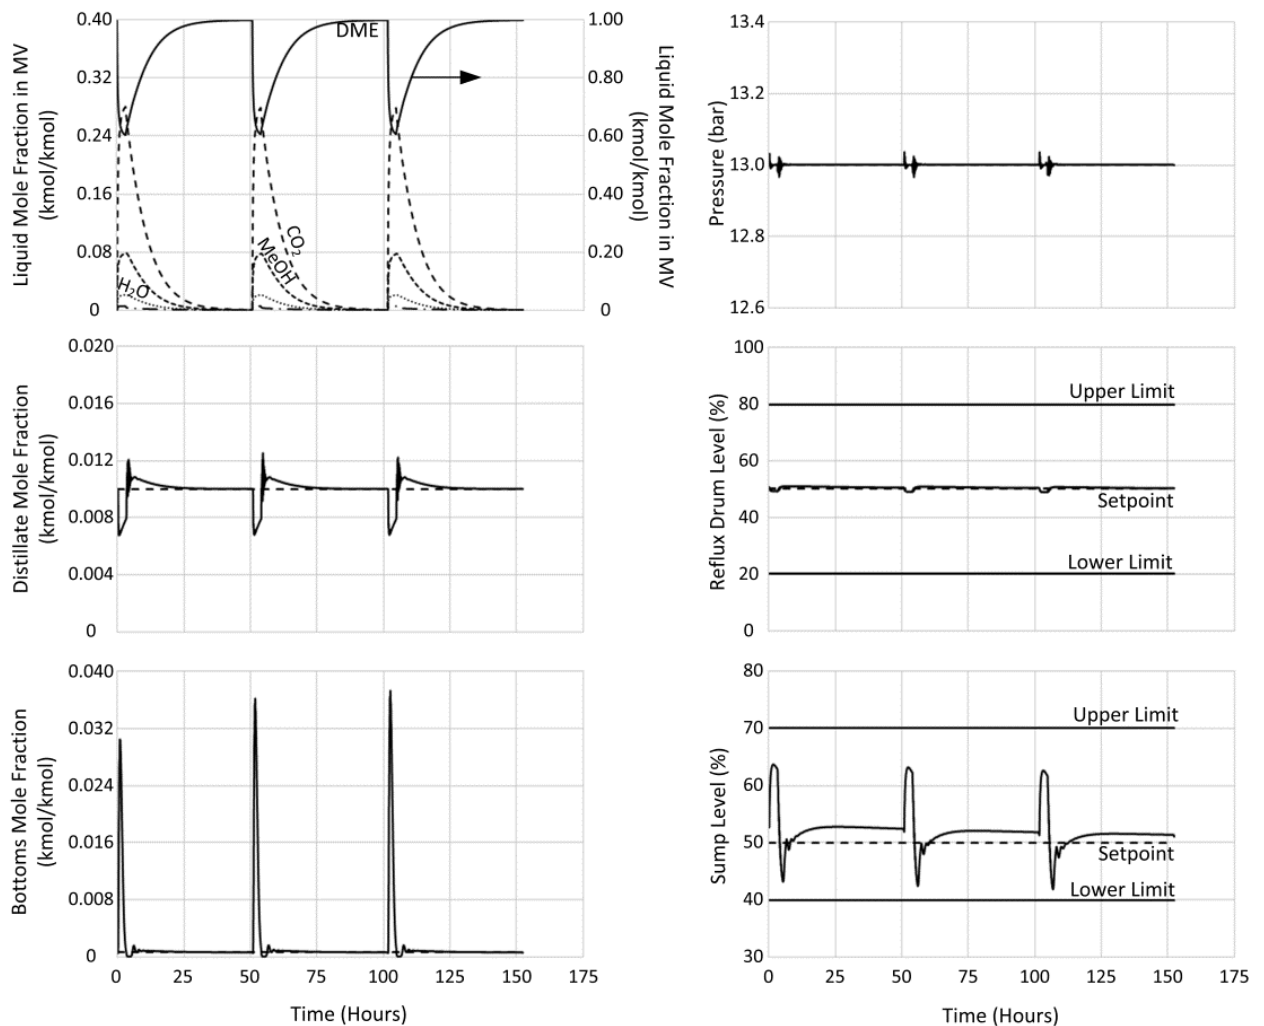 Liquid Mole Fraction in MV
(kmol/kmol)
0.40
0.32
0.24
0.16
0.08
0
DME
CO2
MeOH
H2O
1.00
0.80
0.60
0.40
0.20
0
Liquid Mole Fraction in MV
(kmol/kmol)
Pressure (bar)
13.4
13.2
13.0
12.8
12.6
Distillate Mole Fraction
(kmol/kmol)
0.020
0.016
0.012
0.008
0.004
0
Reflux Drum Level (%)
100
80
60
40
20
0
Upper Limit
Setpoint
Lower Limit
Bottoms Mole Fraction
(kmol/kmol)
0.040
0.032
0.024
0.016
0.008
0
0 25 50 75 100 125 150 175
Time (Hours)
Sump Level (%)
80
70
60
50
40
30
Upper Limit
Setpoint
Lower Limit
0 25 50 75 100 125 150 175
Time (Hours)